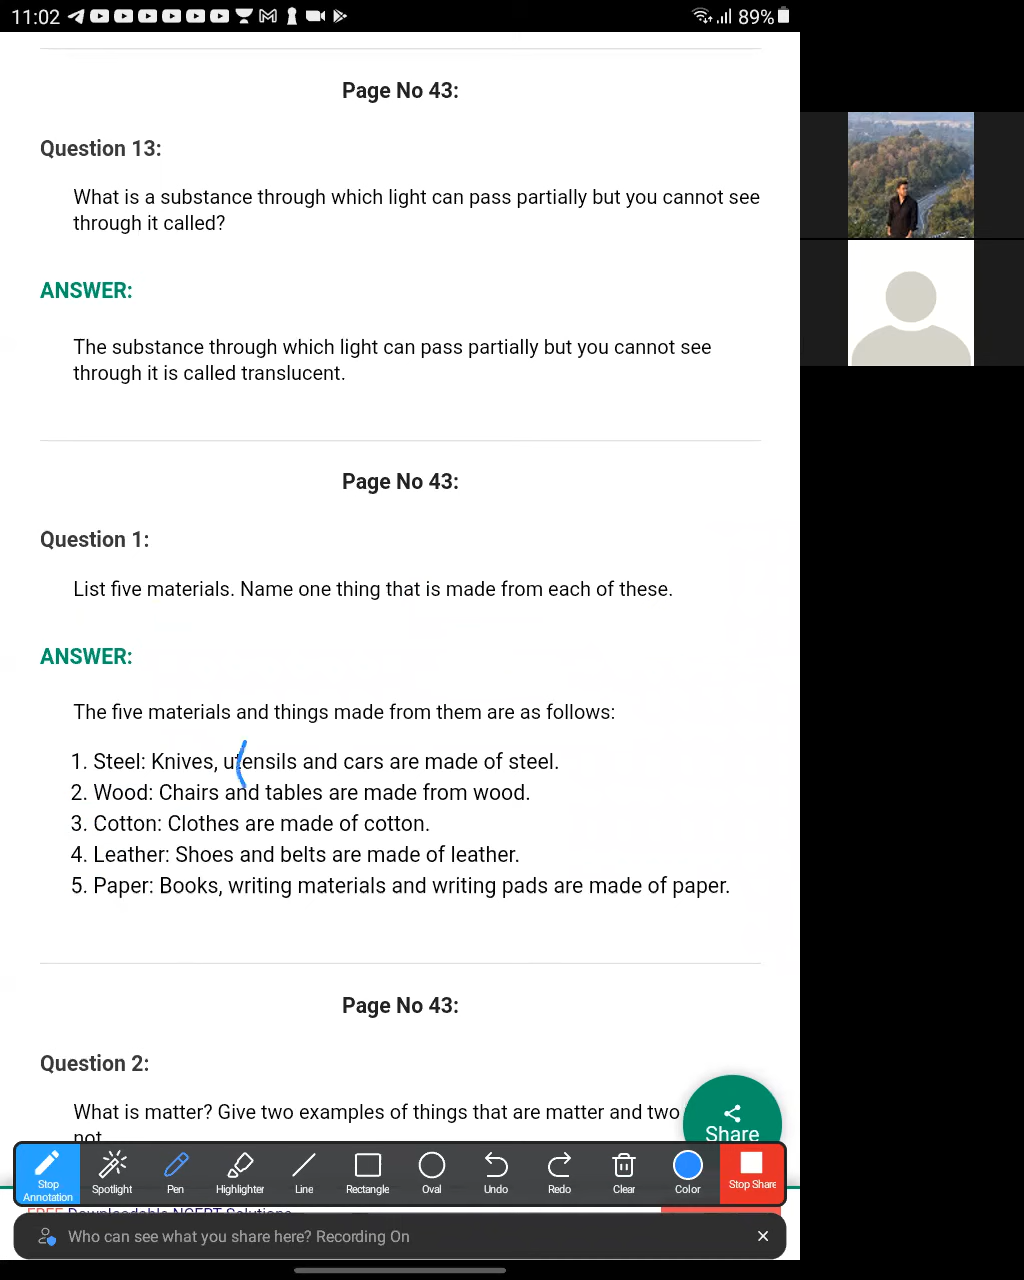 11:02
89%
Page No 43:
Question 13:
What is a substance through which light can pass partially but you cannot see
through it called?
ANSWER:
The substance through which light can pass partially but you cannot see
through it is called translucent.
Page No 43:
Question 1:
List five materials. Name one thing that is made from each of these.
ANSWER:
The five materials and things made from them are as follows:
1. Steel: Knives, utensils and cars are made of steel.
2. Wood: Chairs and tables are made from wood.
3. Cotton: Clothes are made of cotton.
4. Leather: Shoes and belts are made of leather.
5. Paper: Books, writing materials and writing pads are made of paper.
Page No 43:
Question 2:
What is matter? Give two examples of things that are matter and two
not.
Share
Stop Annotation
Spotlight
Pen
Highlighter
Line
Rectangle
Oval
Undo
Redo
Clear
Color
Stop Share
FREE Downloadable NCERT Solutions
Who can see what you share here? Recording On